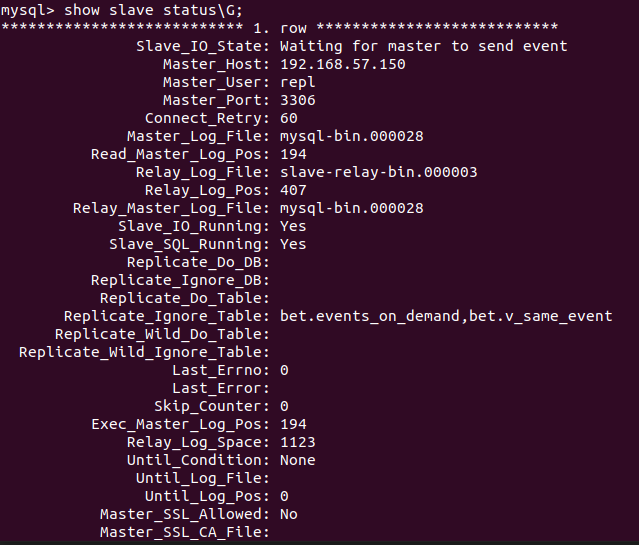 mysql> show slave status\G;
*************************** 1. row ***************************
Slave_IO_State: Waiting for master to send event
Master_Host: 192.168.57.150
Master_User: repl
Master_Port: 3306
Connect_Retry: 60
Master_Log_File: mysql-bin.000028
Read_Master_Log_Pos: 194
Relay_Log_File: slave-relay-bin.000003
Relay_Log_Pos: 407
Relay_Master_Log_File: mysql-bin.000028
Slave_IO_Running: Yes
Slave_SQL_Running: Yes
Replicate_Do_DB:
Replicate_Ignore_DB:
Replicate_Do_Table:
Replicate_Ignore_Table: bet.events_on_demand,bet.v_same_event
Replicate_Wild_Do_Table:
Replicate_Wild_Ignore_Table:
Last_Errno: 0
Last_Error:
Skip_Counter: 0
Exec_Master_Log_Pos: 194
Relay_Log_Space: 1123
Until_Condition: None
Until_Log_File:
Until_Log_Pos: 0
Master_SSL_Allowed: No
Master_SSL_CA_File: